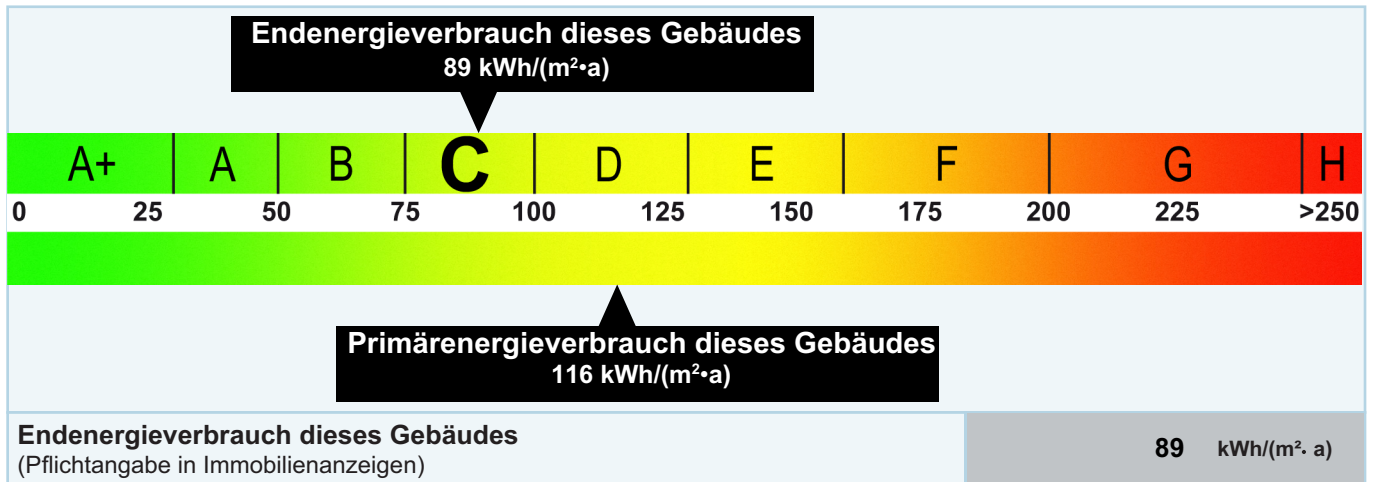 Endenergieverbrauch dieses Gebäudes
89 kWh/(m²•a)
A+ A B C D E F G H
0 25 50 75 100 125 150 175 200 225 >250
Primärenergieverbrauch dieses Gebäudes
116 kWh/(m²•a)
Endenergieverbrauch dieses Gebäudes
(Pflichtangabe in Immobilienanzeigen)
89 kWh/(m²· a)